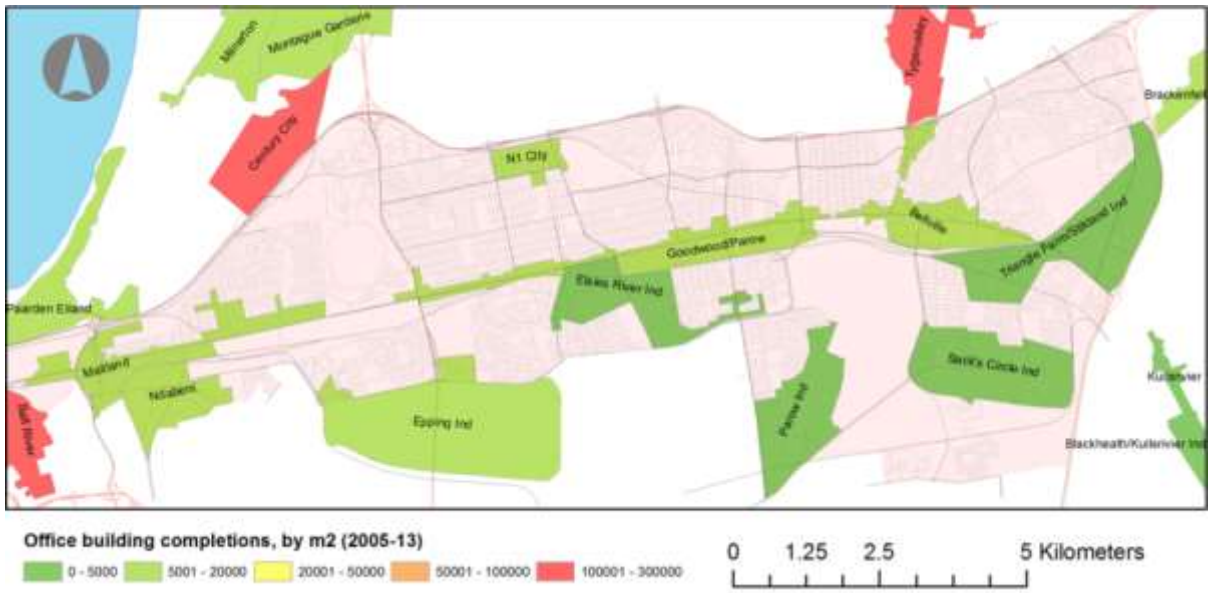 Milnerton
Montague Gardens
Tygervalley
Brackenfell
Century City
N1 City
Bellville
Goodwood/Parow
Triangle Farm/Stikland Ind
Elsies River Ind
Paarden Eiland
Maitland
Ndabeni
Sack's Circle Ind
Kuilsrivier
Epping Ind
Parow Ind
Salt River
Blackheath/Kuilsrivier Ind
Office building completions, by m2 (2005-13)
0 - 5000 5001 - 20000 20001 - 50000 50001 - 100000 100001 - 300000
0 1.25 2.5 5 Kilometers